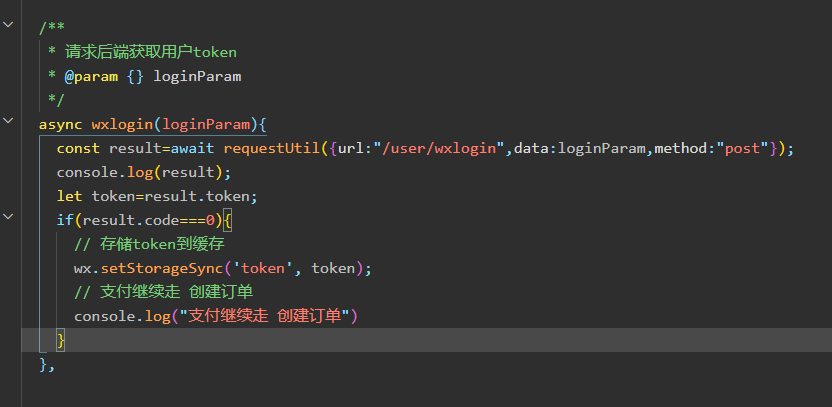 /**
 * 请求后端获取用户token
 * @param {} loginParam
 */
async wxlogin(loginParam){
  const result=await requestUtil({url:"/user/wxlogin",data:loginParam,method:"post"});
  console.log(result);
  let token=result.token;
  if(result.code===0){
    // 存储token到缓存
    wx.setStorageSync('token', token);
    // 支付继续走 创建订单
    console.log("支付继续走 创建订单")
  }
},